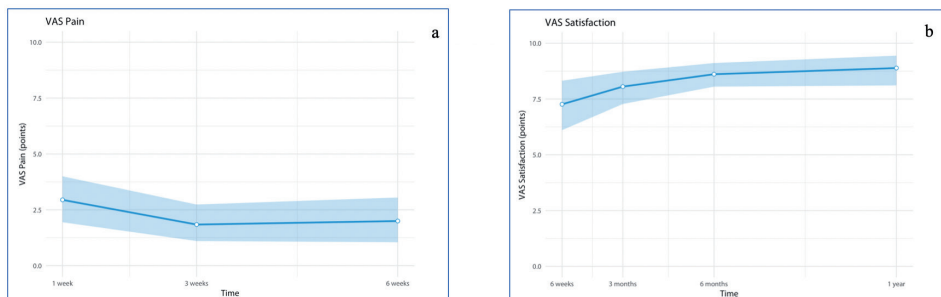 VAS Pain
a
10.0
7.5
5.0
2.5
0.0
VAS Pain (points)
1 week
3 weeks
6 weeks
Time
VAS Satisfaction
b
10.0
7.5
5.0
2.5
0.0
VAS Satisfaction (points)
6 weeks
3 months
6 months
1 year
Time